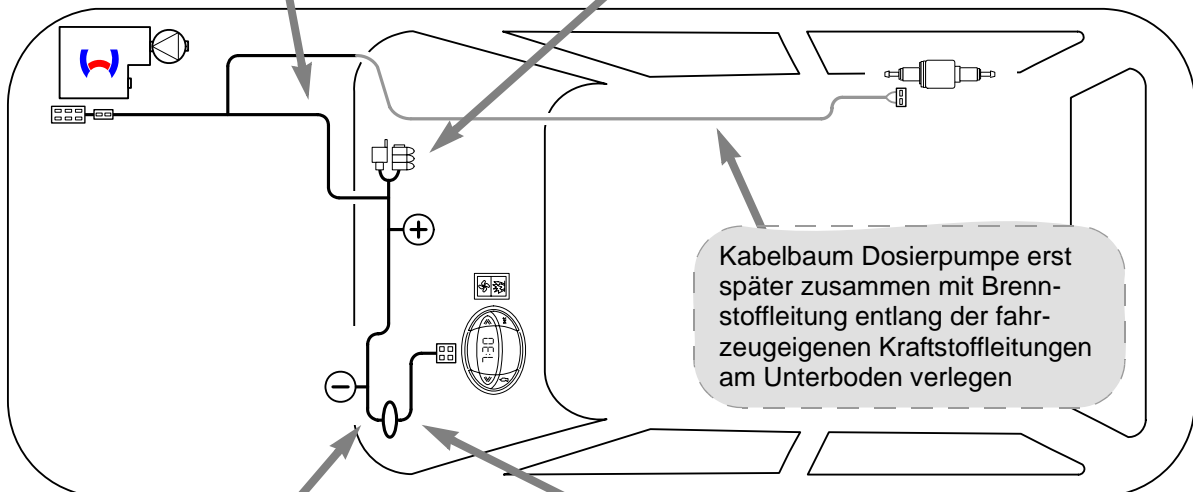 Kabelbaum Dosierpumpe erst
später zusammen mit Brenn-
stoffleitung entlang der fahr-
zeugeigenen Kraftstoffleitungen
am Unterboden verlegen